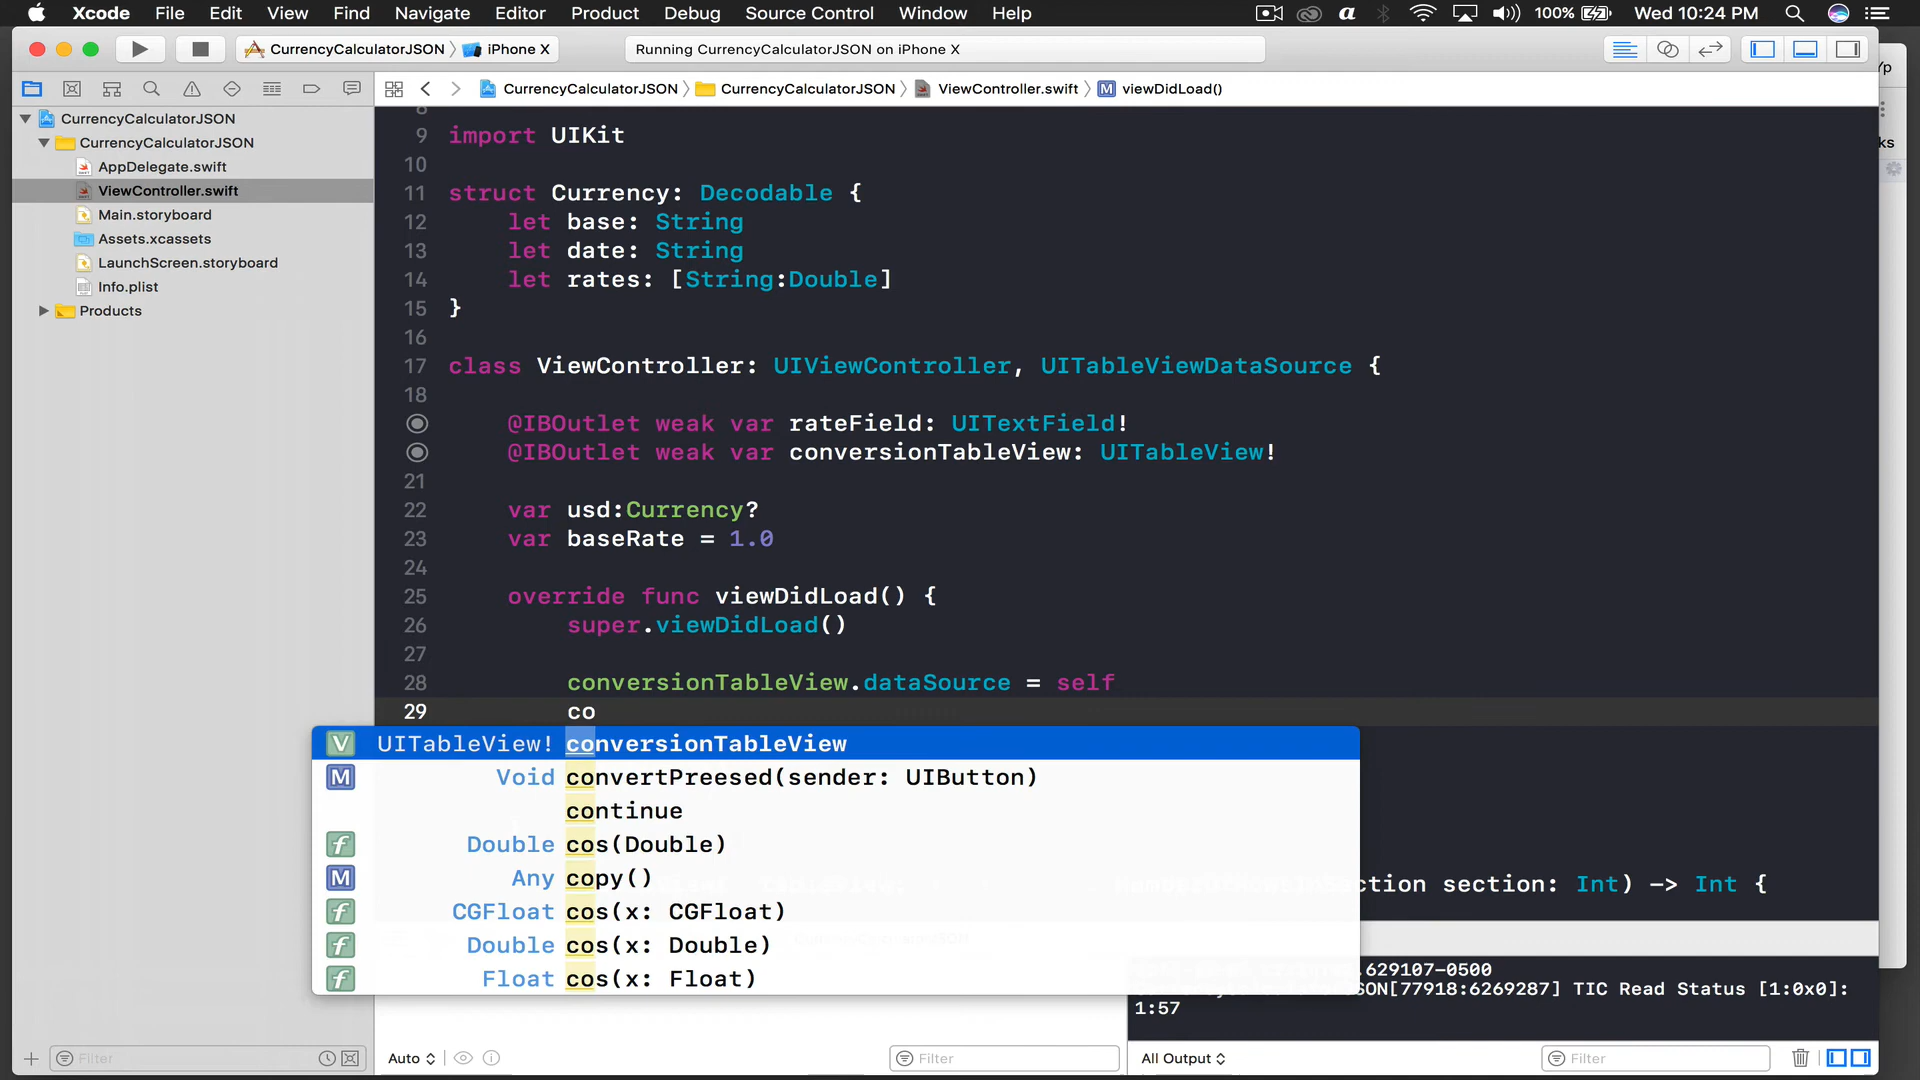 Xcode File Edit View Find Navigate Editor Product Debug Source Control Window Help 100% Wed 10:24 PM
CurrencyCalculatorJSON iPhone X Running CurrencyCalculatorJSON on iPhone X
CurrencyCalculatorJSON CurrencyCalculatorJSON ViewController.swift M viewDidLoad()
CurrencyCalculatorJSON
CurrencyCalculatorJSON
AppDelegate.swift
ViewController.swift
Main.storyboard
Assets.xcassets
LaunchScreen.storyboard
Info.plist
Products
8
9 import UIKit
10
11 struct Currency: Decodable {
12 let base: String
13 let date: String
14 let rates: [String:Double]
15 }
16
17 class ViewController: UIViewController, UITableViewDataSource {
18
@IBOutlet weak var rateField: UITextField!
@IBOutlet weak var conversionTableView: UITableView!
21
22 var usd:Currency?
23 var baseRate = 1.0
24
25 override func viewDidLoad() {
26 super.viewDidLoad()
27
28 conversionTableView.dataSource = self
29 co
V UITableView! conversionTableView
M Void convertPreesed(sender: UIButton)
continue
f Double cos(Double)
M Any copy()
f CGFloat cos(x: CGFloat)
f Double cos(x: Double)
f Float cos(x: Float)
Section section: Int) -> Int {
.629107-0500
JSON[77918:6269287] TIC Read Status [1:0x0]:
1:57
Filter Auto Filter All Output Filter
yp
ks